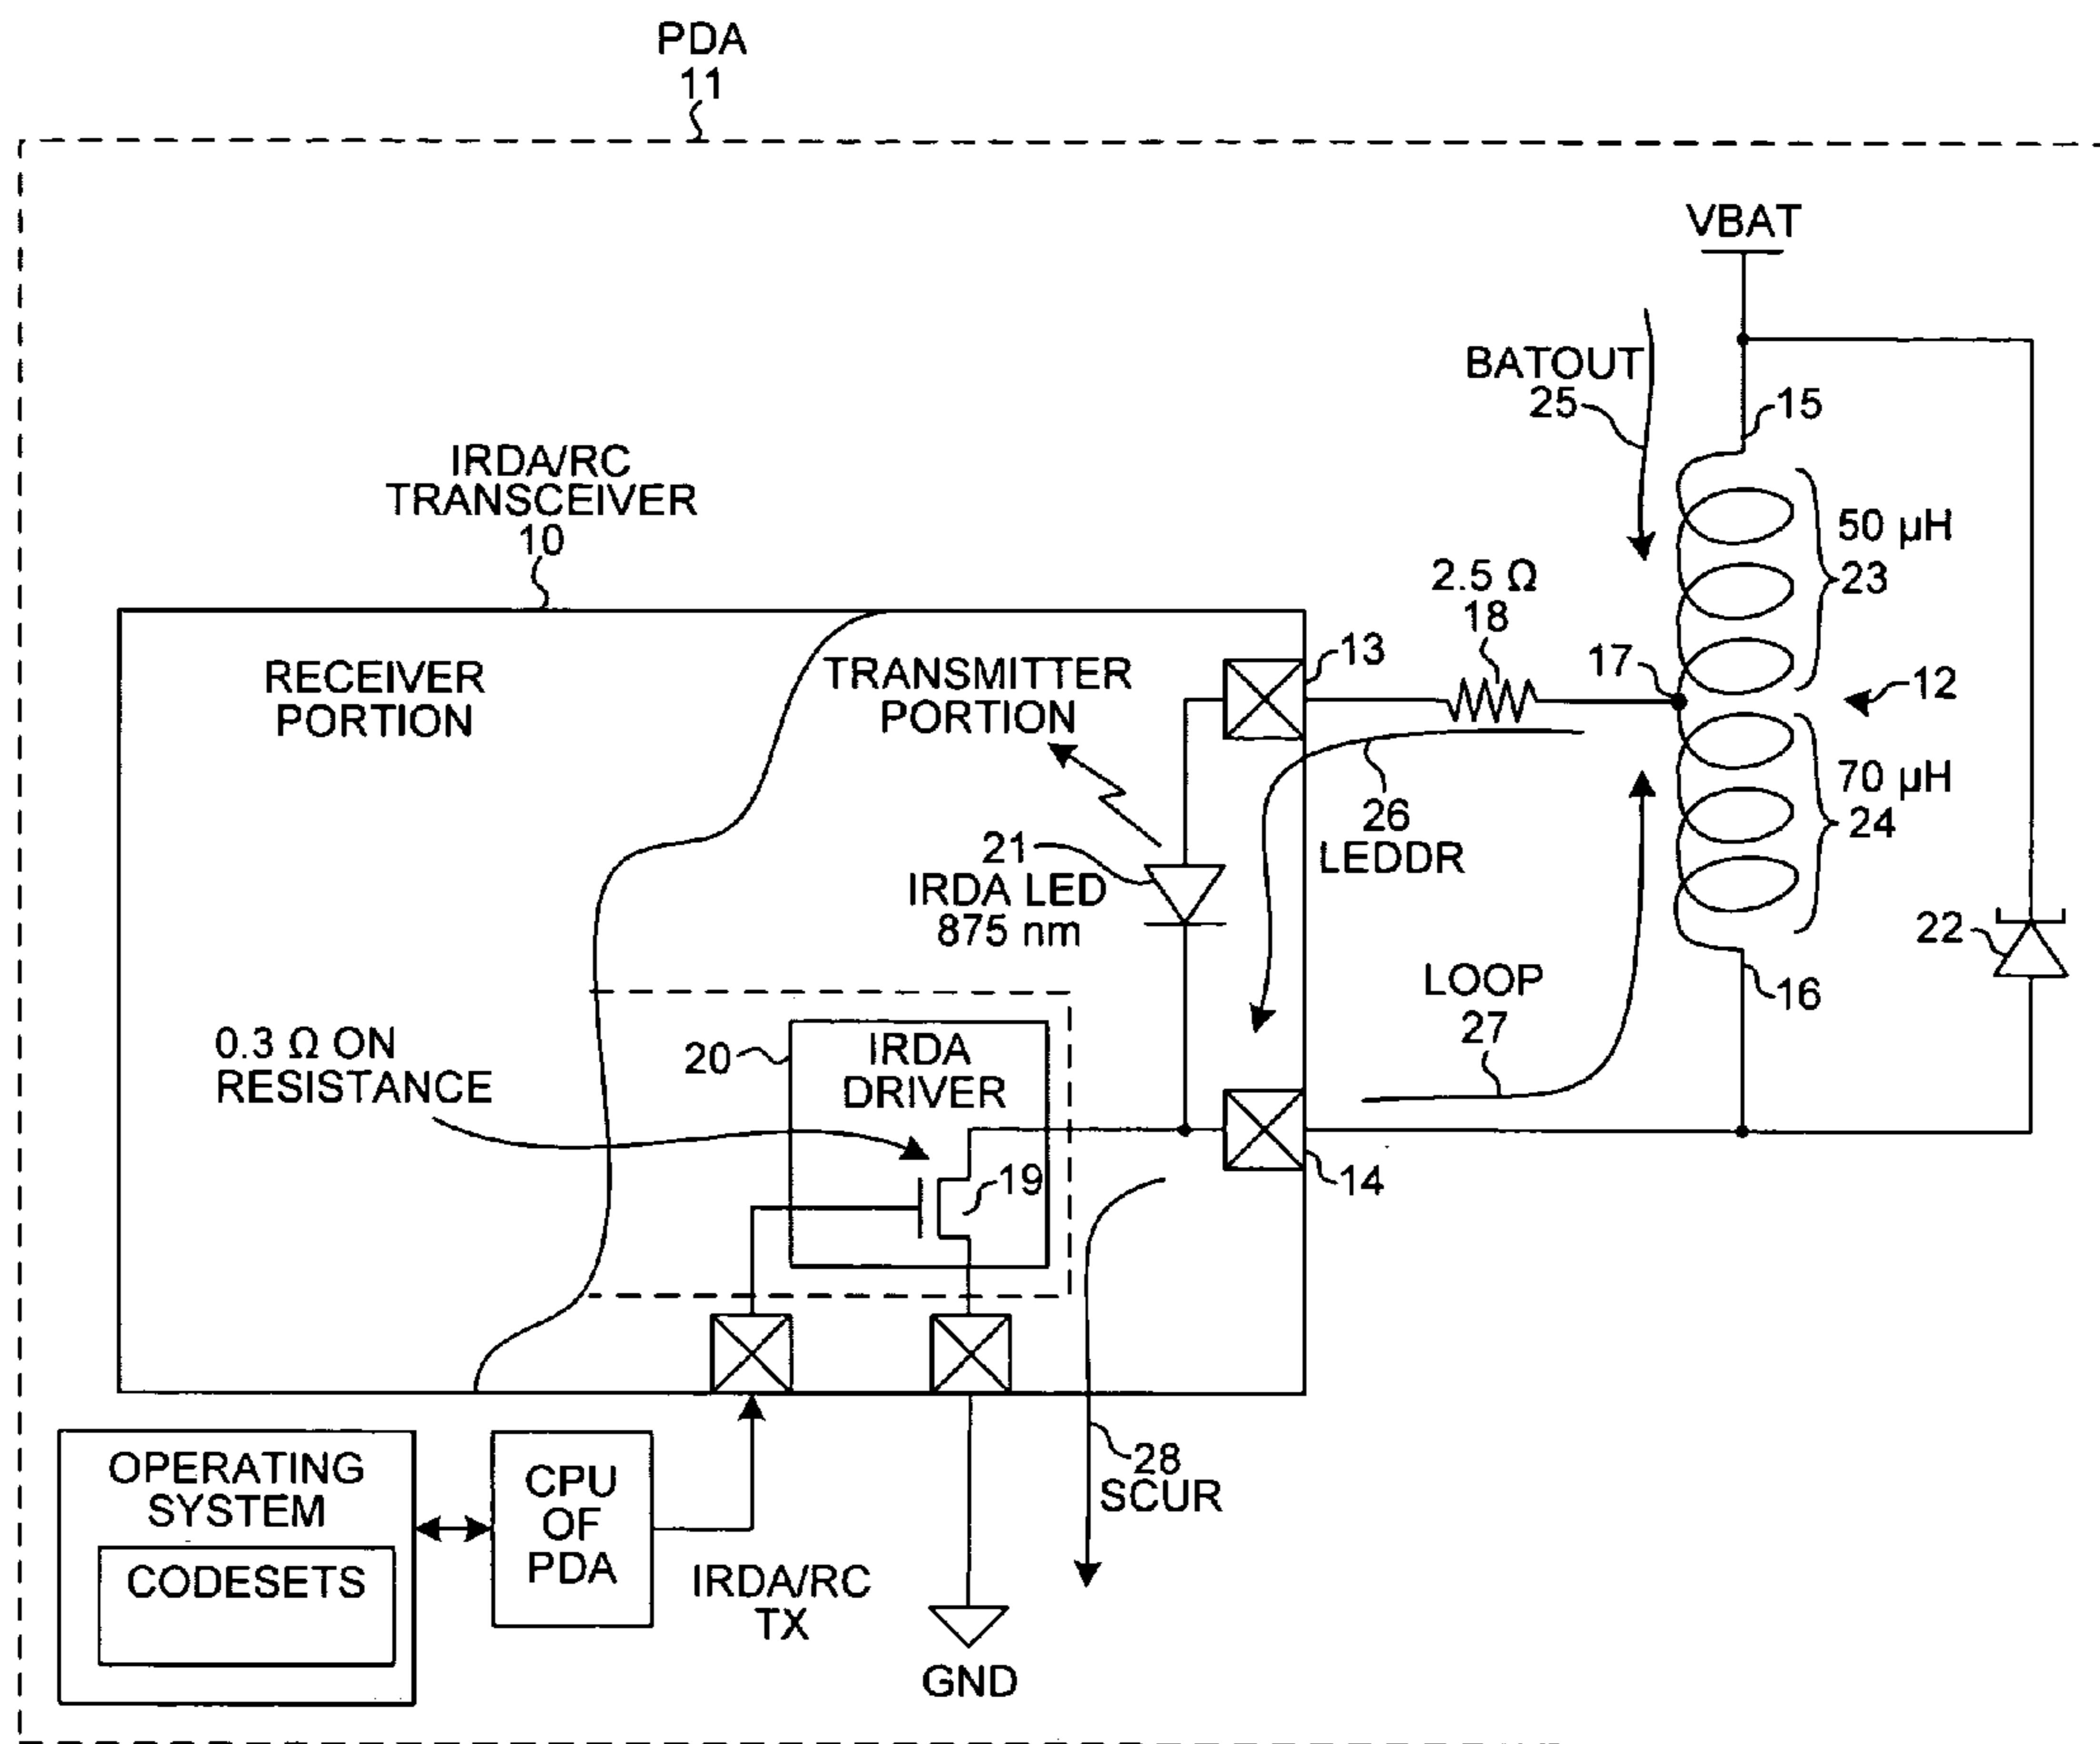 PDA
11
VBAT
BATOUT
25
15
IRDA/RC
TRANSCEIVER
10
50 µH
23
2.5 Ω
18
17
13
12
RECEIVER
PORTION
TRANSMITTER
PORTION
70 µH
24
26
LEDDR
21
IRDA LED
875 nm
22
LOOP
27
16
0.3 Ω ON
RESISTANCE
20
IRDA
DRIVER
19
14
28
SCUR
OPERATING
SYSTEM
CODESETS
CPU
OF
PDA
IRDA/RC
TX
GND